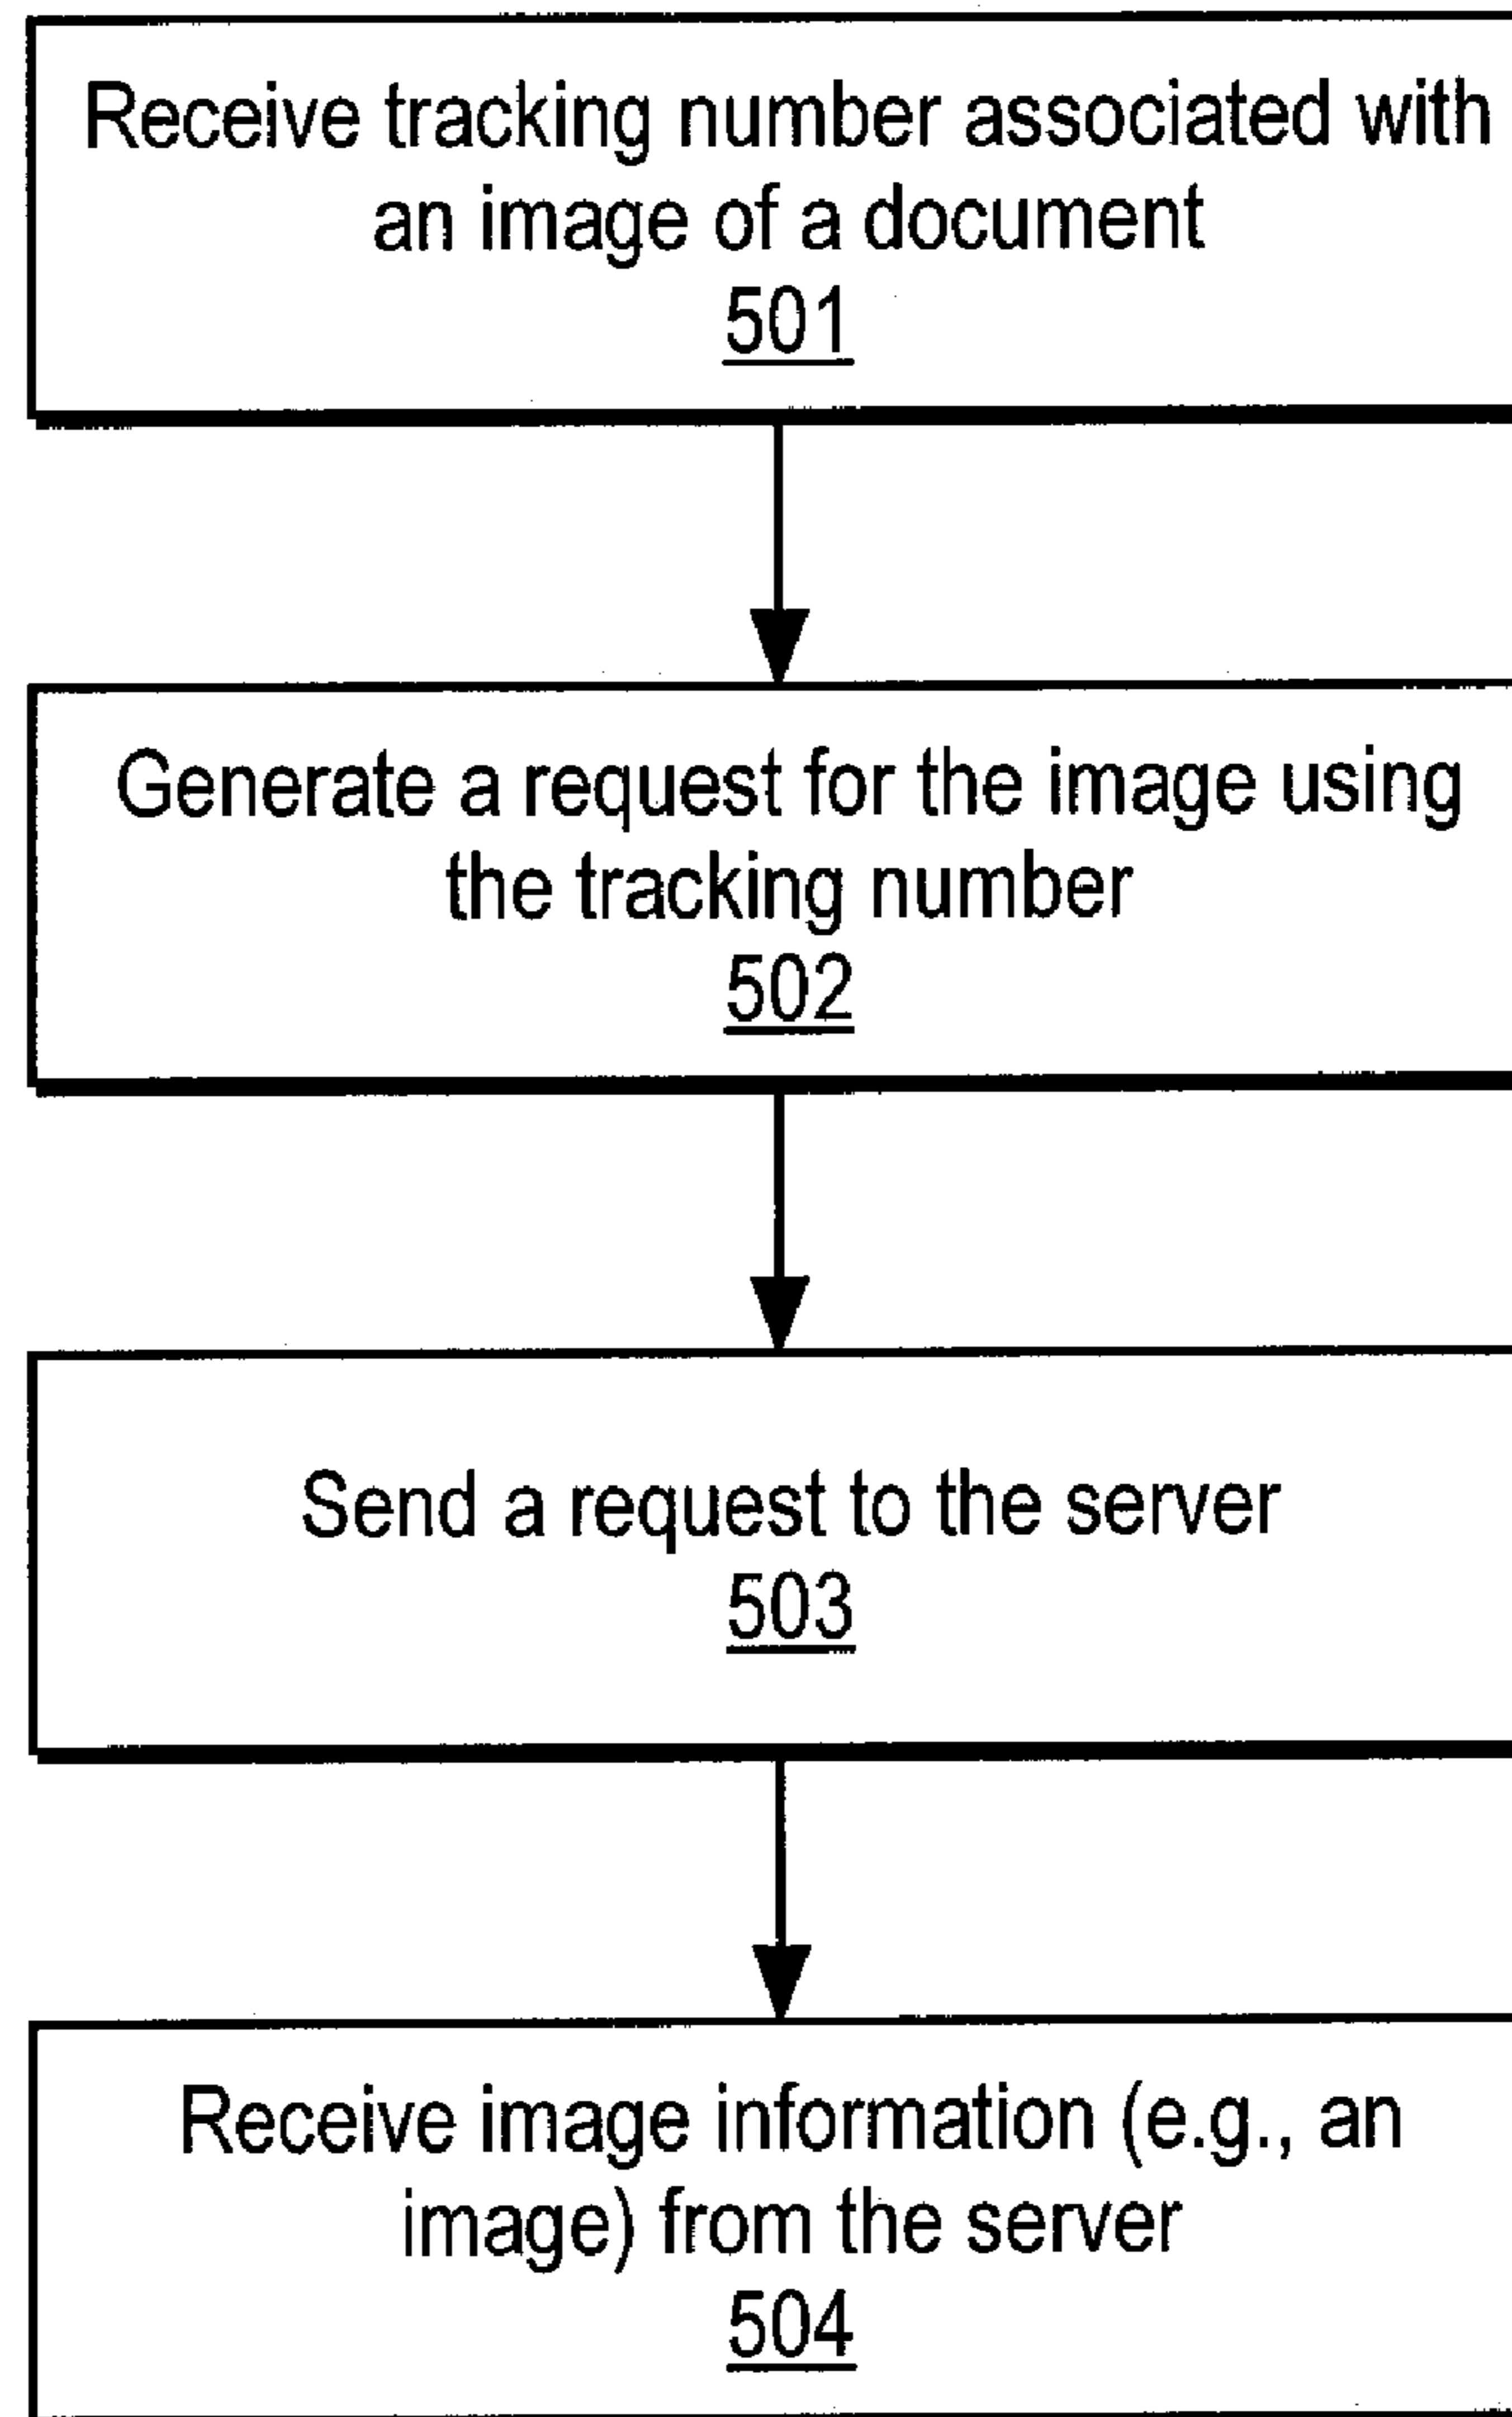 Receive tracking number associated with
an image of a document
501
Generate a request for the image using
the tracking number
502
Send a request to the server
503
Receive image information (e.g., an
image) from the server
504